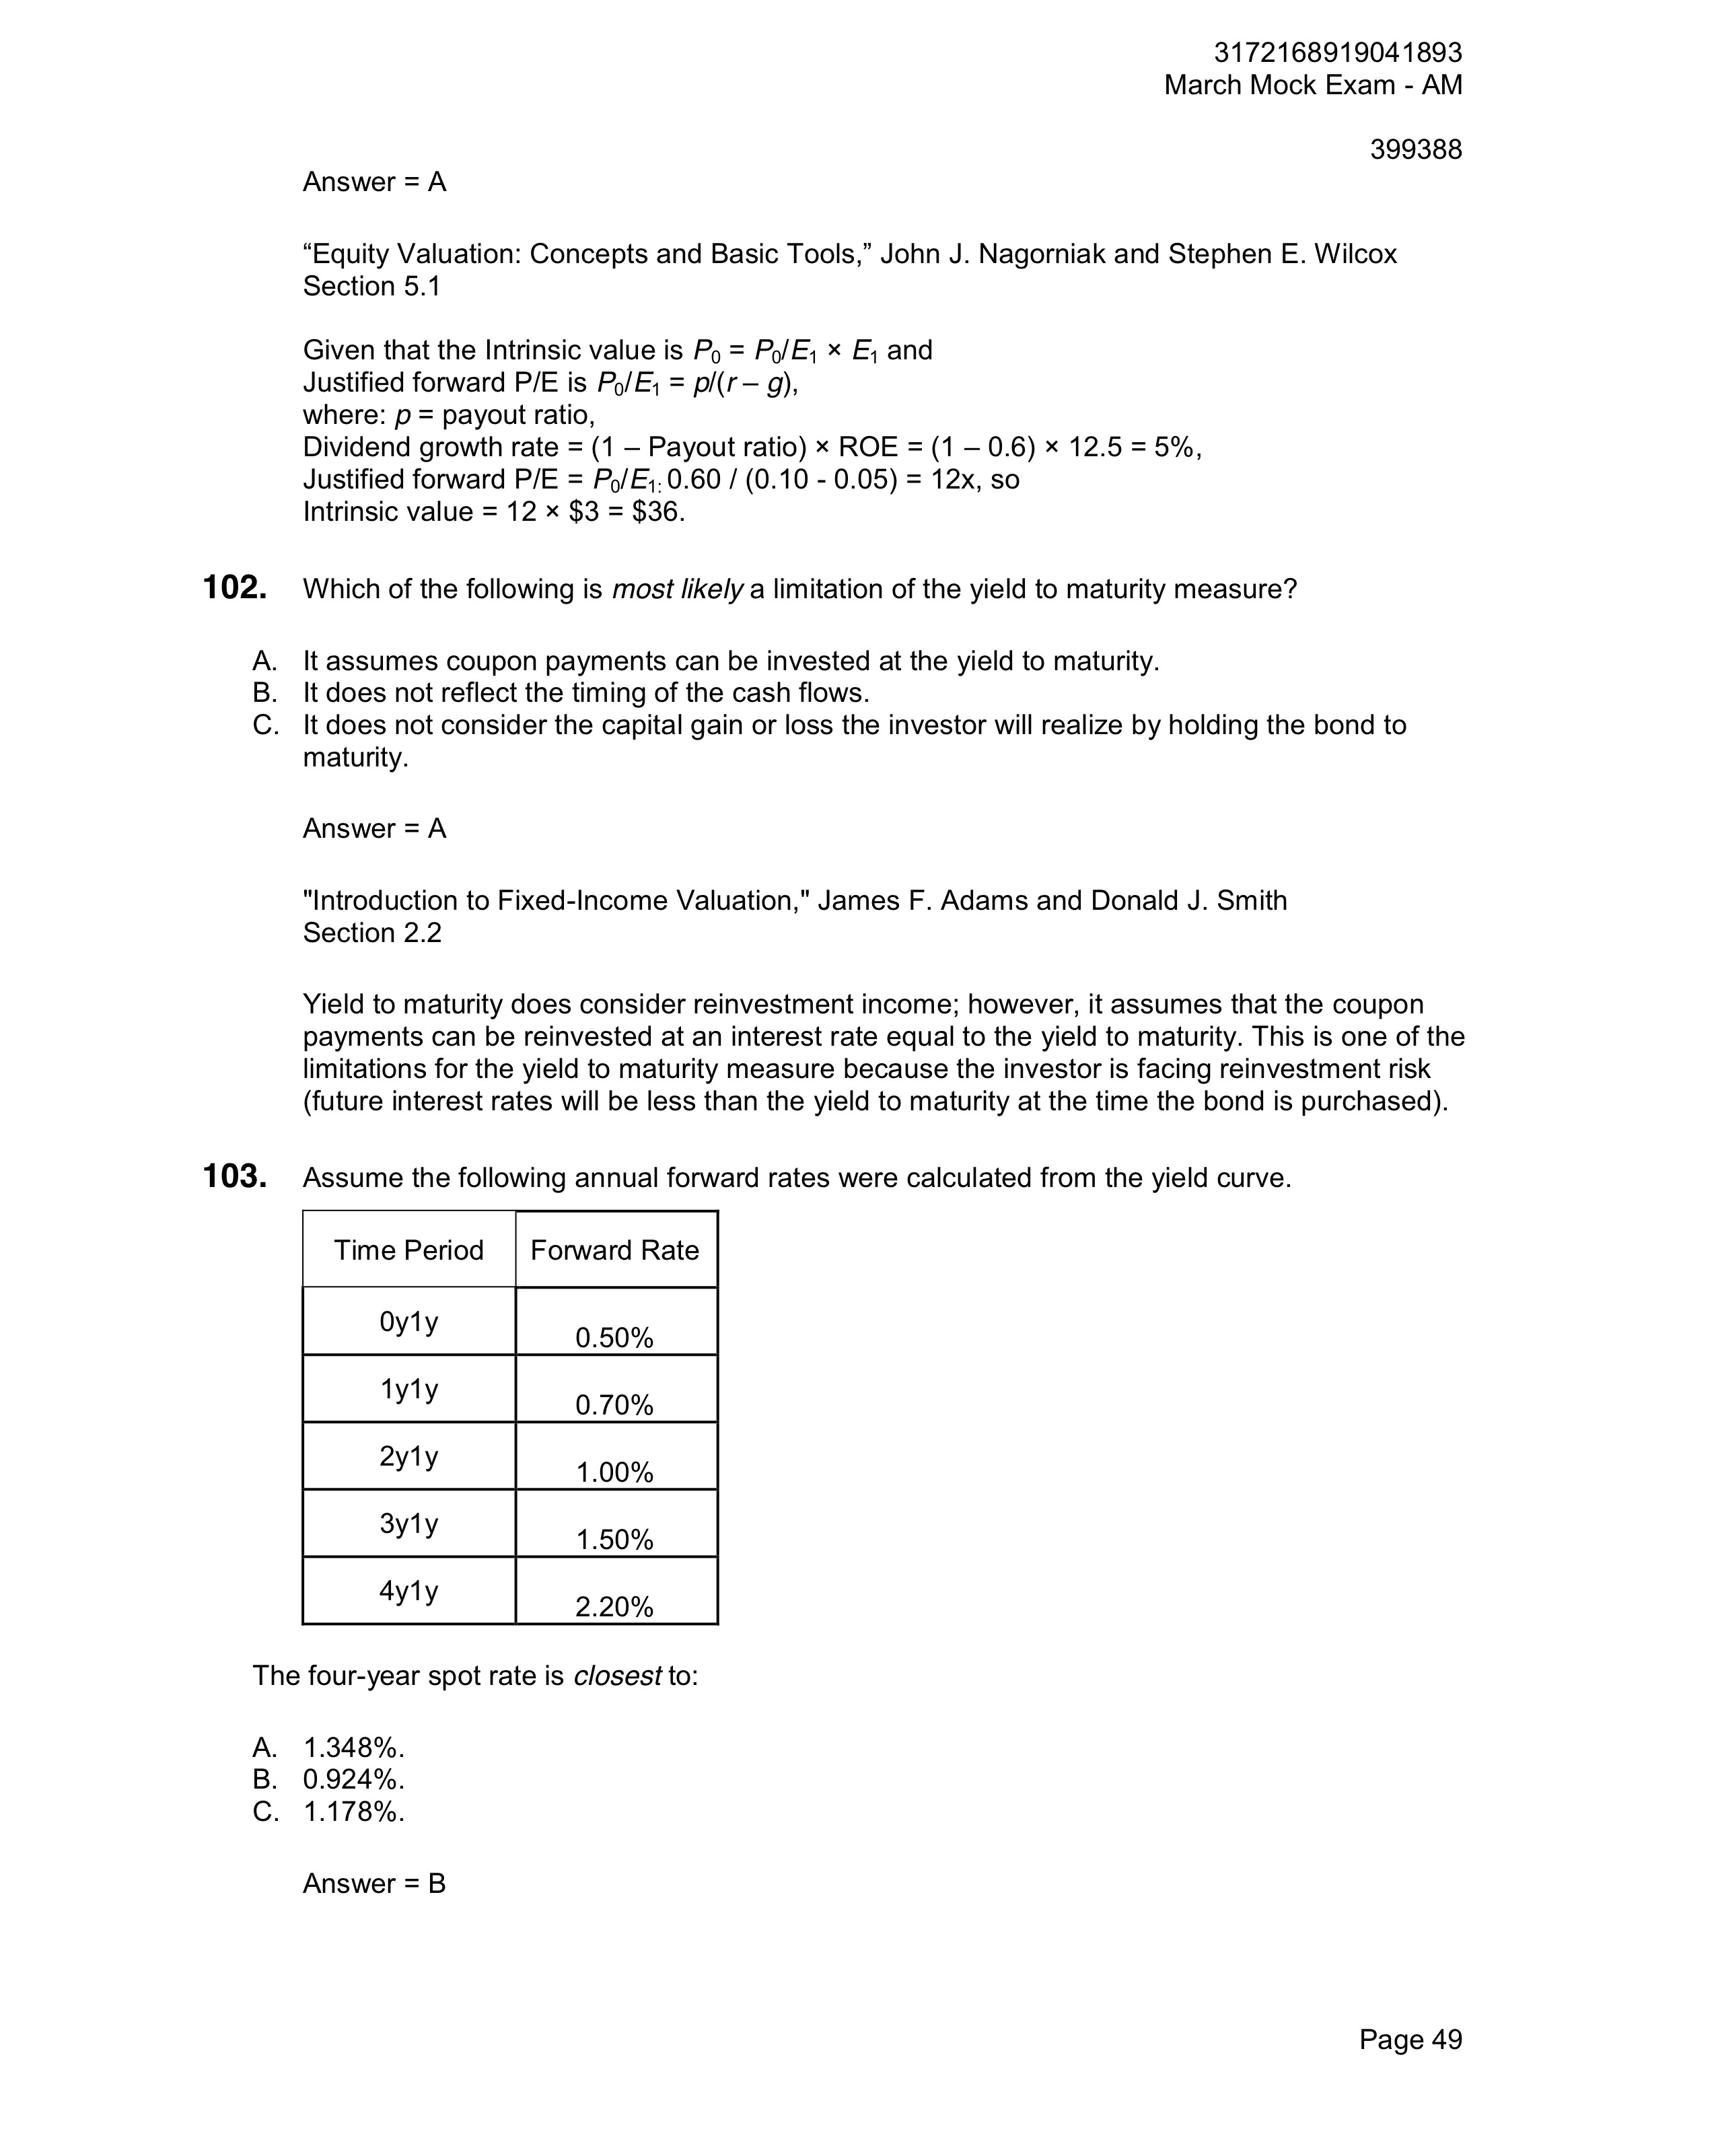 3172168919041893
March Mock Exam - AM
399388
Answer = A
“Equity Valuation: Concepts and Basic Tools,” John J. Nagorniak and Stephen E. Wilcox
Section 5.1
Given that the Intrinsic value is P0 = P0/E1 × E1 and
Justified forward P/E is P0/E1 = p/(r – g),
where: p = payout ratio,
Dividend growth rate = (1 – Payout ratio) × ROE = (1 – 0.6) × 12.5 = 5%,
Justified forward P/E = P0/E1: 0.60 / (0.10 - 0.05) = 12x, so
Intrinsic value = 12 × $3 = $36.
102. Which of the following is most likely a limitation of the yield to maturity measure?
A. It assumes coupon payments can be invested at the yield to maturity.
B. It does not reflect the timing of the cash flows.
C. It does not consider the capital gain or loss the investor will realize by holding the bond to
maturity.
Answer = A
"Introduction to Fixed-Income Valuation," James F. Adams and Donald J. Smith
Section 2.2
Yield to maturity does consider reinvestment income; however, it assumes that the coupon
payments can be reinvested at an interest rate equal to the yield to maturity. This is one of the
limitations for the yield to maturity measure because the investor is facing reinvestment risk
(future interest rates will be less than the yield to maturity at the time the bond is purchased).
103. Assume the following annual forward rates were calculated from the yield curve.
Time Period Forward Rate
0y1y 0.50%
1y1y 0.70%
2y1y 1.00%
3y1y 1.50%
4y1y 2.20%
The four-year spot rate is closest to:
A. 1.348%.
B. 0.924%.
C. 1.178%.
Answer = B
Page 49